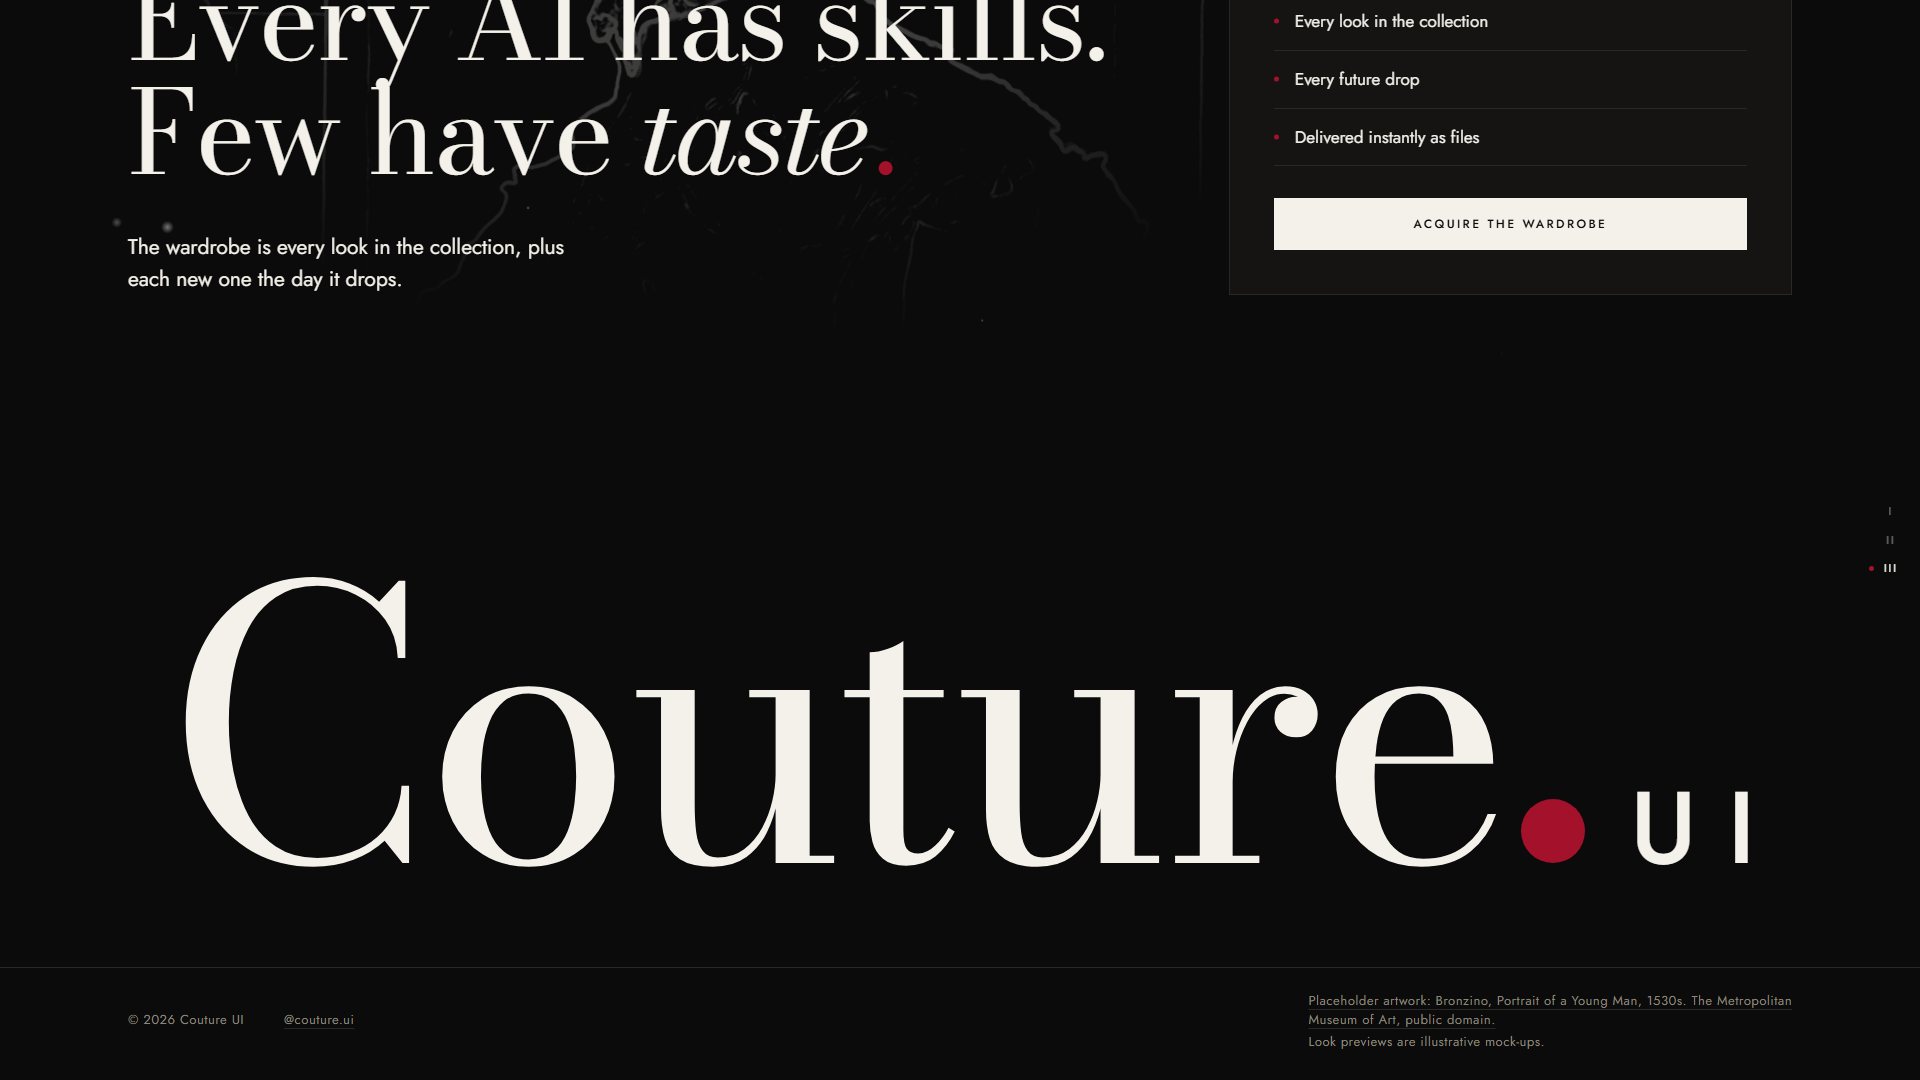 Every AI has skills.
Few have taste.
The wardrobe is every look in the collection, plus
each new one the day it drops.
Every look in the collection
Every future drop
Delivered instantly as files
ACQUIRE THE WARDROBE
I
II
III
Couture. UI
© 2026 Couture UI
@couture.ui
Placeholder artwork: Bronzino, Portrait of a Young Man, 1530s. The Metropolitan
Museum of Art, public domain.
Look previews are illustrative mock-ups.